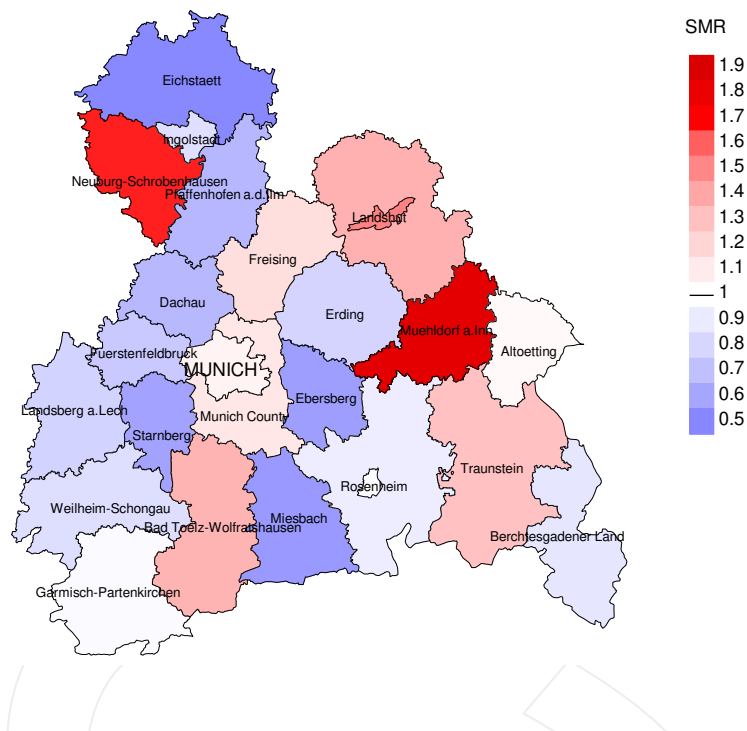 SMR
1.9
1.8
1.7
1.6
1.5
1.4
1.3
1.2
1.1
1
0.9
0.8
0.7
0.6
0.5
Eichstaett
Ingolstadt
Neuburg-Schrobenhausen
Pfaffenhofen a.d.Ilm
Landshut
Freising
Dachau
Erding
Muehldorf a.Inn
Fuerstenfeldbruck
MUNICH
Altoetting
Ebersberg
Landsberg a.Lech
Munich County
Starnberg
Traunstein
Rosenheim
Weilheim-Schongau
Miesbach
Bad Toelz-Wolfratshausen
Berchtesgadener Land
Garmisch-Partenkirchen